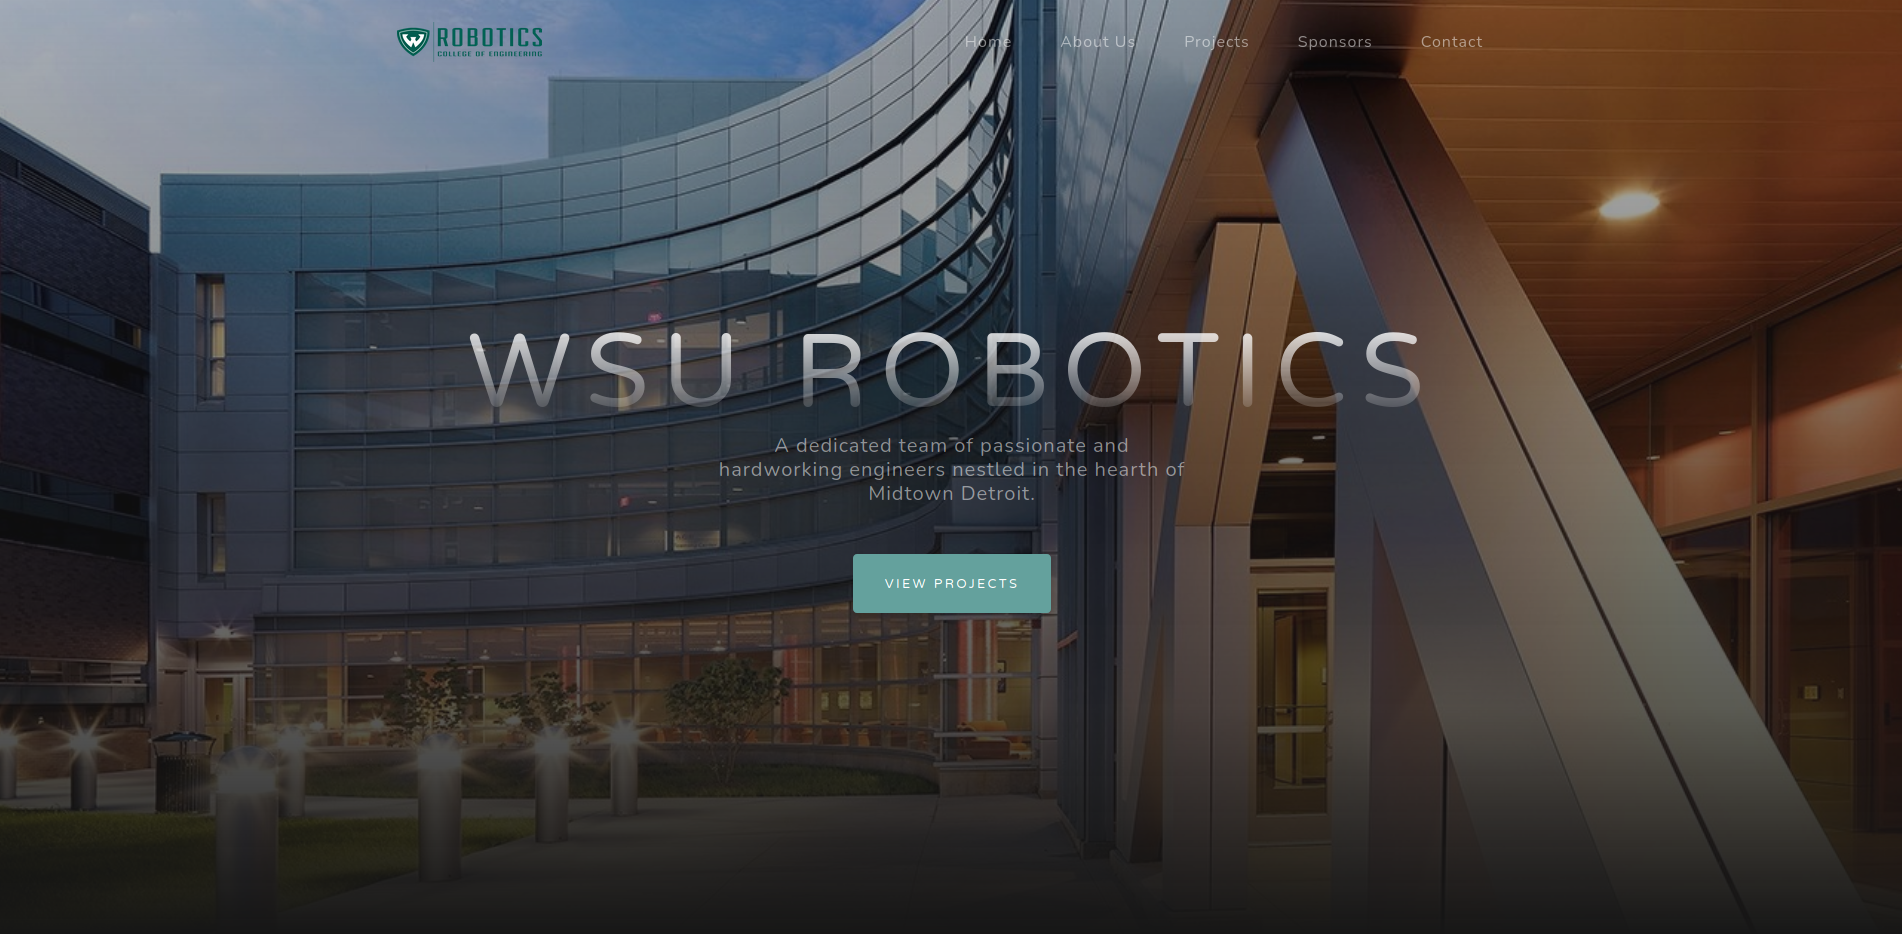 ROBOTICS
COLLEGE OF ENGINEERING
Home About Us Projects Sponsors Contact
WSU ROBOTICS
A dedicated team of passionate and
hardworking engineers nestled in the hearth of
Midtown Detroit.
VIEW PROJECTS